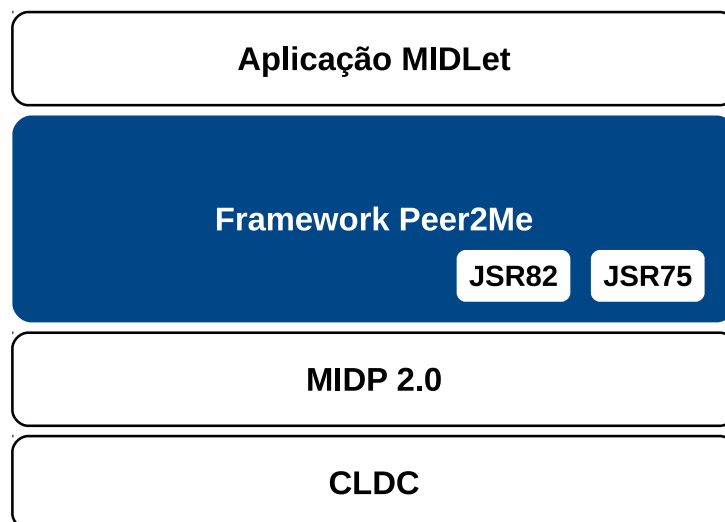 Aplicação MIDLet
Framework Peer2Me
JSR82 JSR75
MIDP 2.0
CLDC